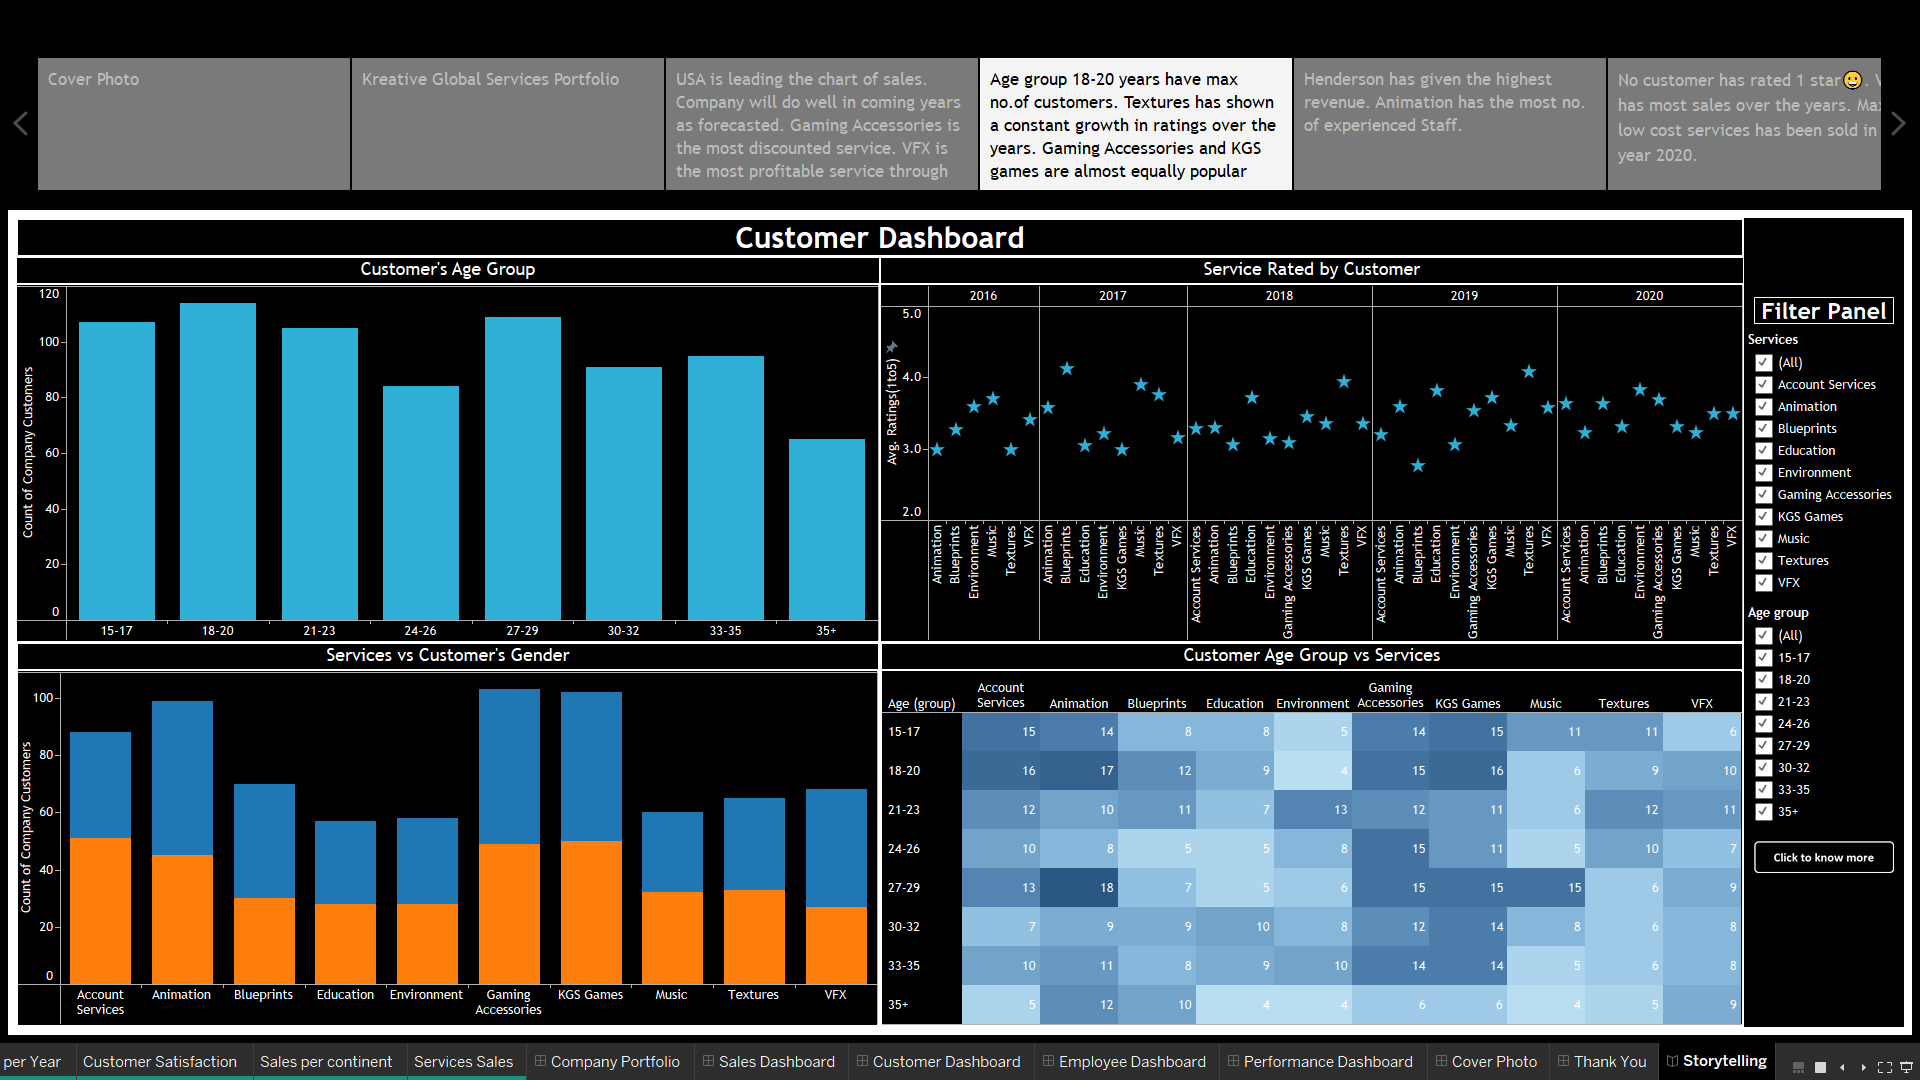 Cover Photo
Kreative Global Services Portfolio
USA is leading the chart of sales.
Company will do well in coming years
as forecasted. Gaming Accessories is
the most discounted service. VFX is
the most profitable service through
Age group 18-20 years have max
no.of customers. Textures has shown
a constant growth in ratings over the
years. Gaming Accessories and KGS
games are almost equally popular
Henderson has given the highest
revenue. Animation has the most no.
of experienced Staff.
No customer has rated 1 star😀. V
has most sales over the years. Max
low cost services has been sold in
year 2020.
Customer Dashboard
Customer's Age Group
Count of Company Customers
120
100
80
60
40
20
0
15-17 18-20 21-23 24-26 27-29 30-32 33-35 35+
Service Rated by Customer
2016 2017 2018 2019 2020
Avg. Ratings(1to5)
5.0
4.0
3.0
2.0
Animation Blueprints Environment Music Textures VFX
Animation Blueprints Education Environment KGS Games Music Textures VFX
Account Services Animation Blueprints Education Environment Gaming Accessories KGS Games Music Textures VFX
Account Services Animation Blueprints Education Environment Gaming Accessories KGS Games Music Textures VFX
Account Services Animation Blueprints Education Environment Gaming Accessories KGS Games Music Textures VFX
Services vs Customer's Gender
Count of Company Customers
100
80
60
40
20
0
Account Services Animation Blueprints Education Environment Gaming Accessories KGS Games Music Textures VFX
Customer Age Group vs Services
Age (group) Account Services Animation Blueprints Education Environment Gaming Accessories KGS Games Music Textures VFX
15-17 15 14 8 8 5 14 15 11 11 6
18-20 16 17 12 9 4 15 16 6 9 10
21-23 12 10 11 7 13 12 11 6 12 11
24-26 10 8 5 5 8 15 11 5 10 7
27-29 13 18 7 5 6 15 15 15 6 9
30-32 7 9 9 10 8 12 14 8 6 8
33-35 10 11 8 9 10 14 14 5 6 8
35+ 5 12 10 4 4 6 6 4 5 9
Filter Panel
Services
(All)
Account Services
Animation
Blueprints
Education
Environment
Gaming Accessories
KGS Games
Music
Textures
VFX
Age group
(All)
15-17
18-20
21-23
24-26
27-29
30-32
33-35
35+
Click to know more
per Year Customer Satisfaction Sales per continent Services Sales Company Portfolio Sales Dashboard Customer Dashboard Employee Dashboard Performance Dashboard Cover Photo Thank You Storytelling